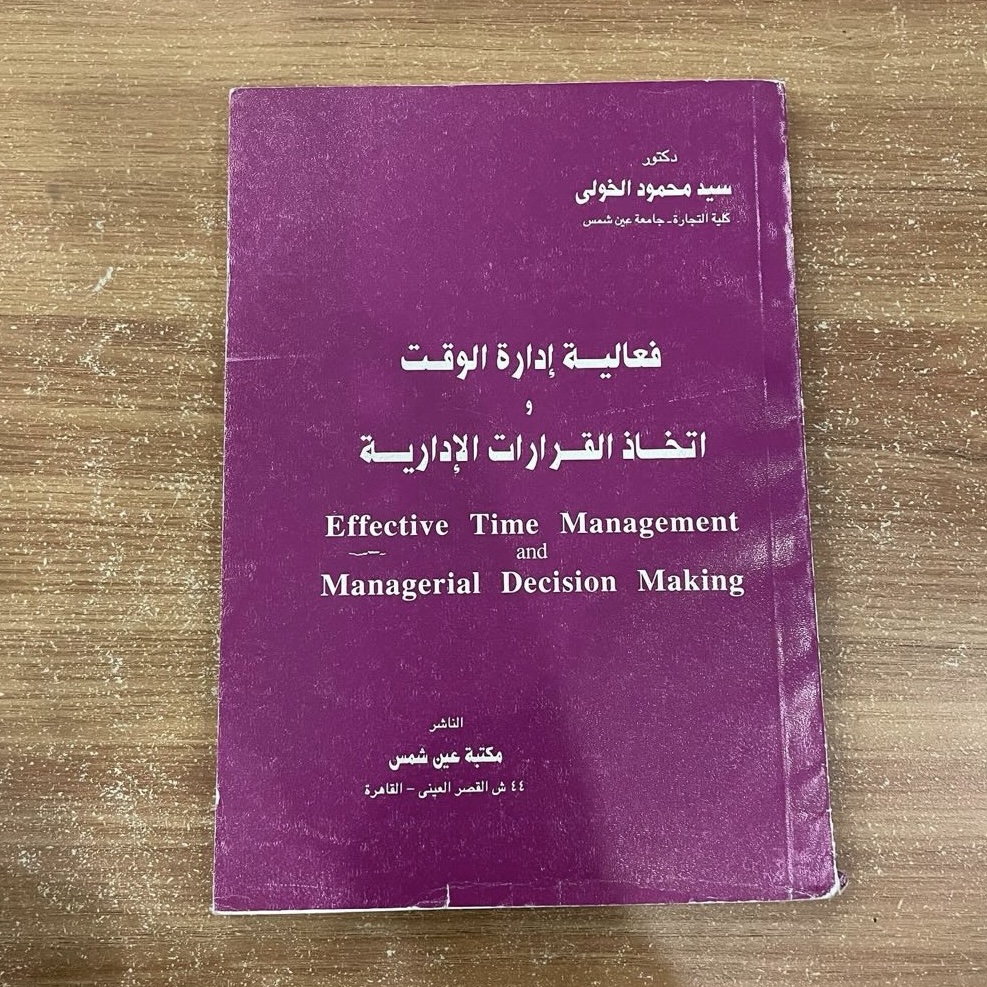 دكتور
سيد محمود الخولى
كلية التجارة - جامعة عين شمس
فعالية إدارة الوقت
و
اتخاذ القرارات الإدارية
Effective Time Management
and
Managerial Decision Making
الناشر
مكتبة عين شمس
٤٤ ش القصر العينى - القاهرة